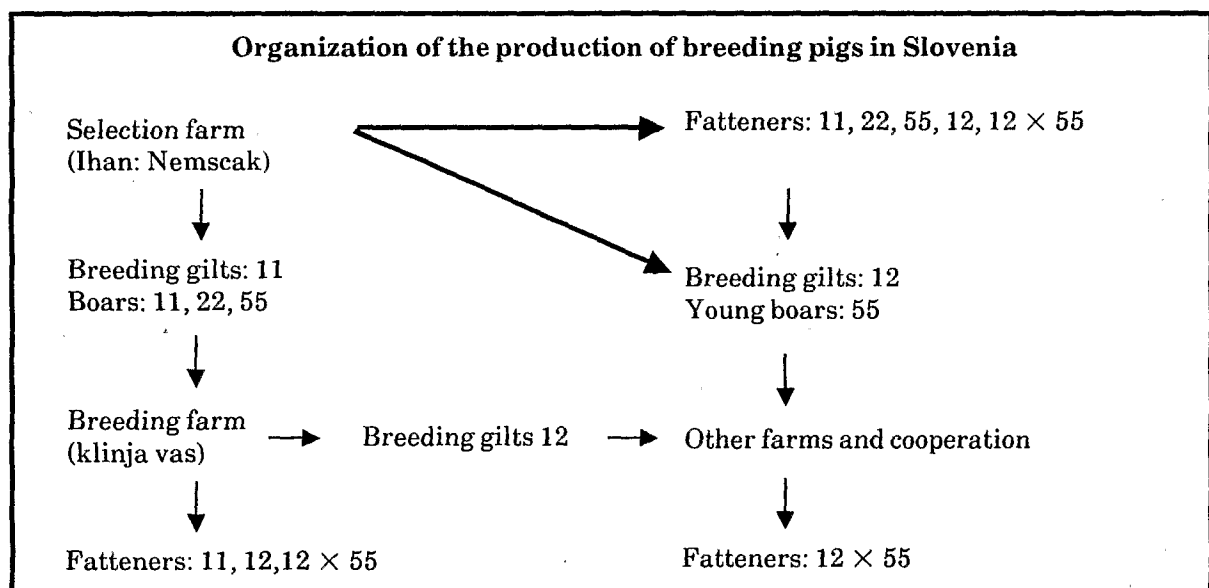 Organization of the production of breeding pigs in Slovenia
Selection farm
(Ihan: Nemscak)
Fatteners: 11, 22, 55, 12, 12 × 55
Breeding gilts: 11
Boars: 11, 22, 55
Breeding gilts: 12
Young boars: 55
Breeding farm
(klinja vas)
Breeding gilts 12
Other farms and cooperation
Fatteners: 11, 12,12 × 55
Fatteners: 12 × 55